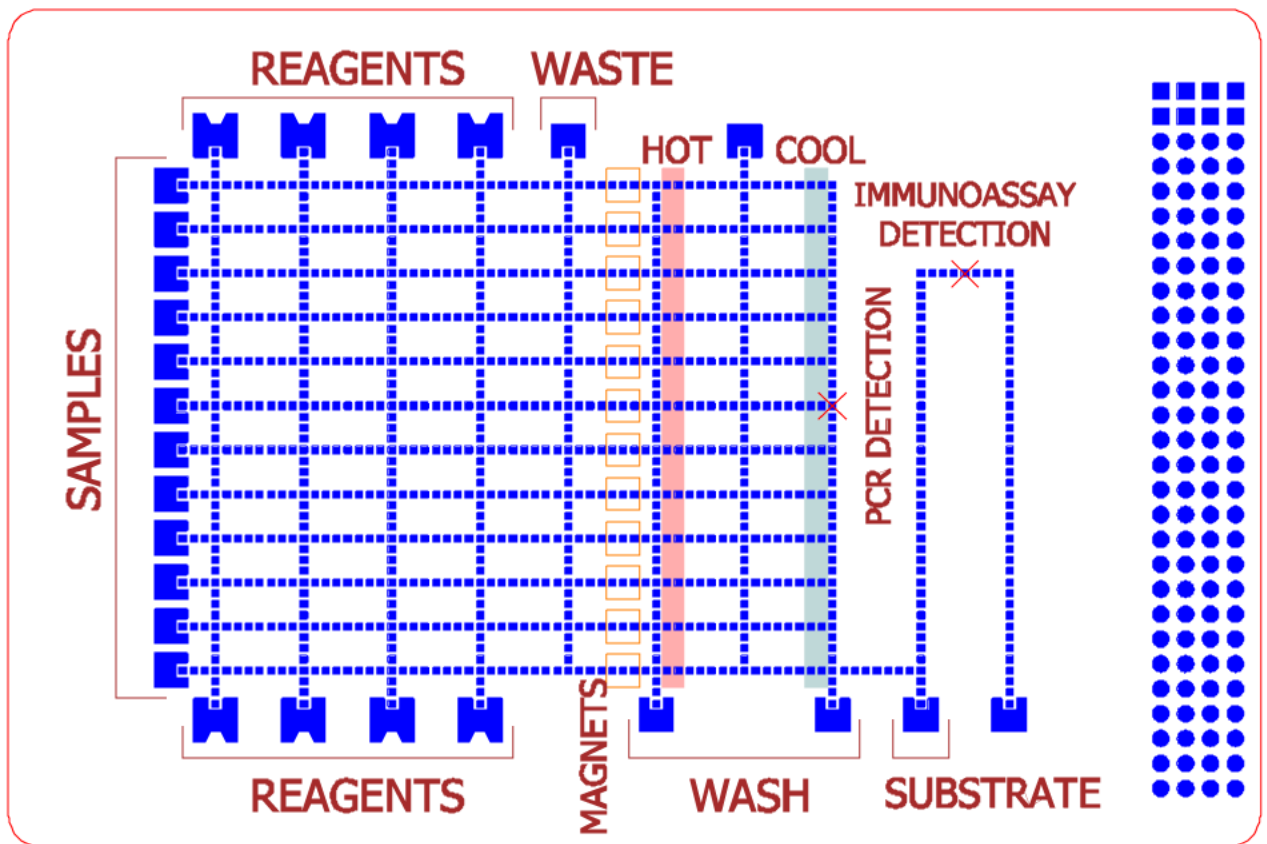 REAGENTS
WASTE
HOT
COOL
IMMUNOASSAY
DETECTION
SAMPLES
PCR DETECTION
MAGNETS
REAGENTS
WASH
SUBSTRATE